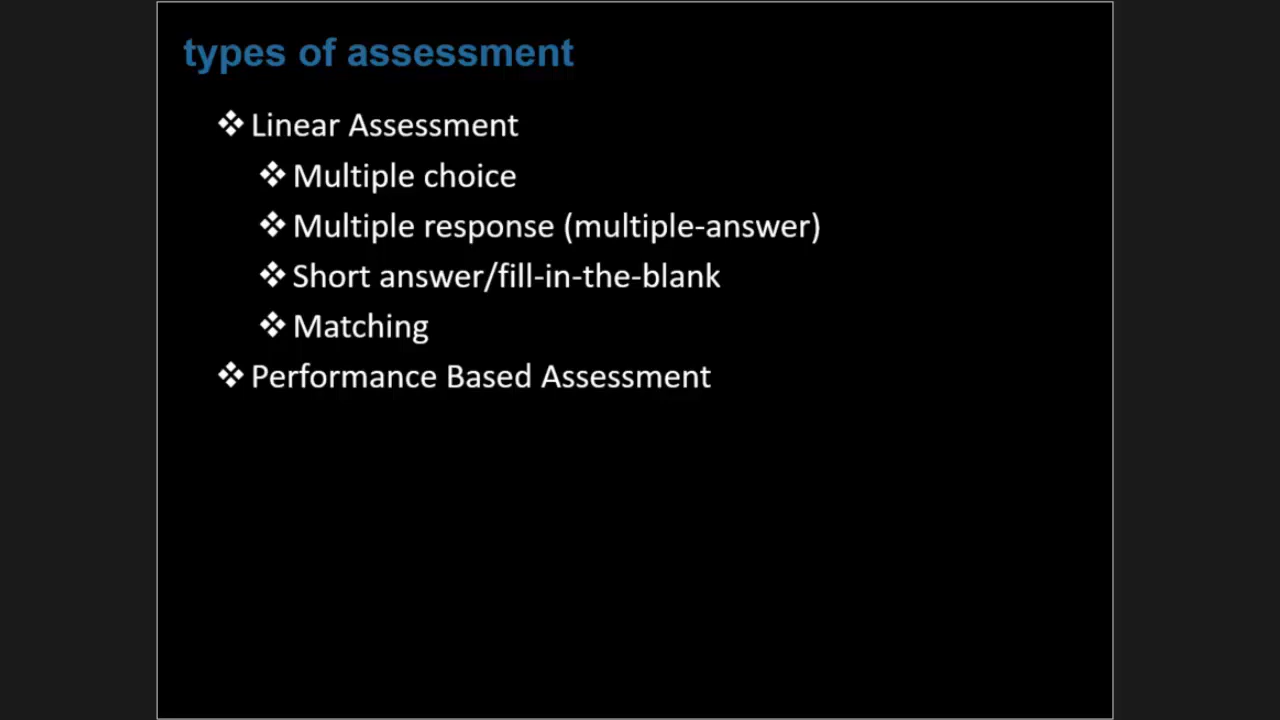 types of assessment
❖ Linear Assessment
❖ Multiple choice
❖ Multiple response (multiple-answer)
❖ Short answer/fill-in-the-blank
❖ Matching
❖ Performance Based Assessment